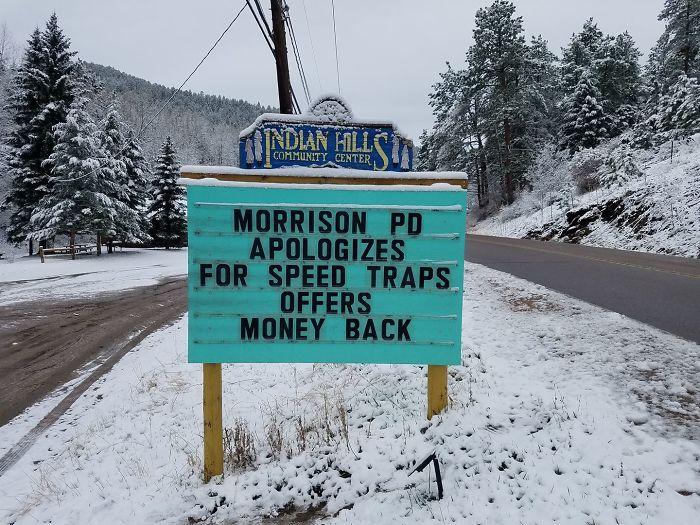 INDIAN HILLS
COMMUNITY CENTER
MORRISON PD
APOLOGIZES
FOR SPEED TRAPS
OFFERS
MONEY BACK